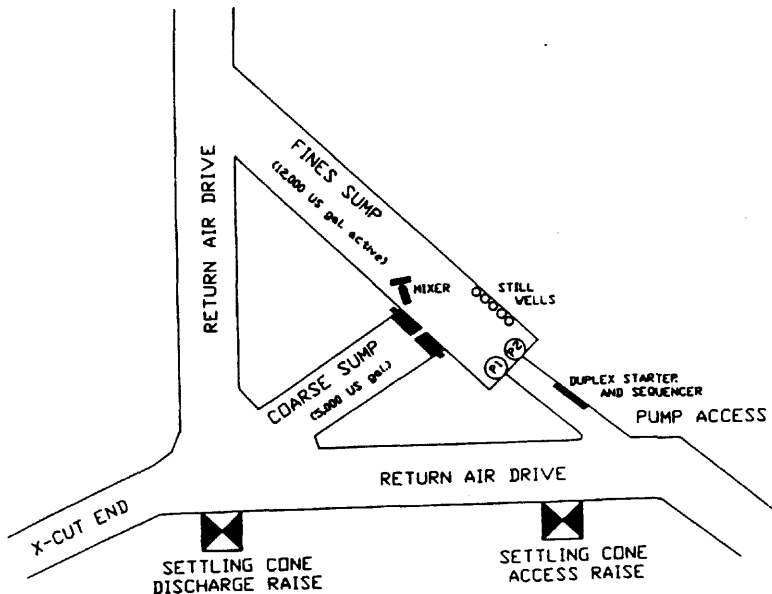 FINES SUMP
(12,000 US gal. active)
RETURN AIR DRIVE
MIXER
STILL
WELLS
P1
P2
COARSE SUMP
(5,000 US gal.)
DUPLEX STARTER
AND SEQUENCER
PUMP ACCESS
RETURN AIR DRIVE
X-CUT END
SETTLING CONE
DISCHARGE RAISE
SETTLING CONE
ACCESS RAISE